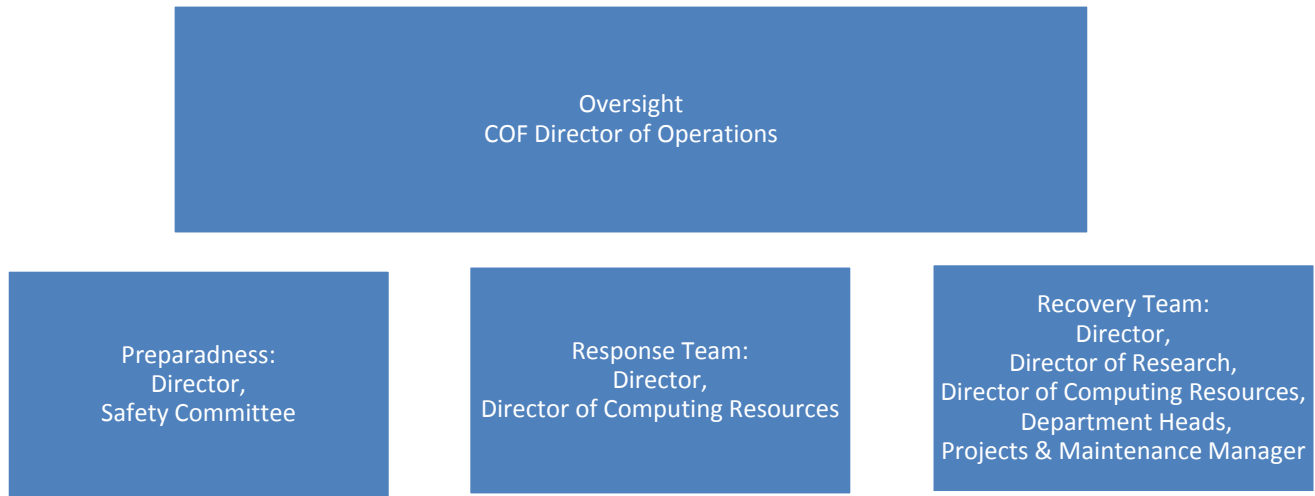 Oversight
COF Director of Operations
Preparadness:
Director,
Safety Committee
Response Team:
Director,
Director of Computing Resources
Recovery Team:
Director,
Director of Research,
Director of Computing Resources,
Department Heads,
Projects & Maintenance Manager